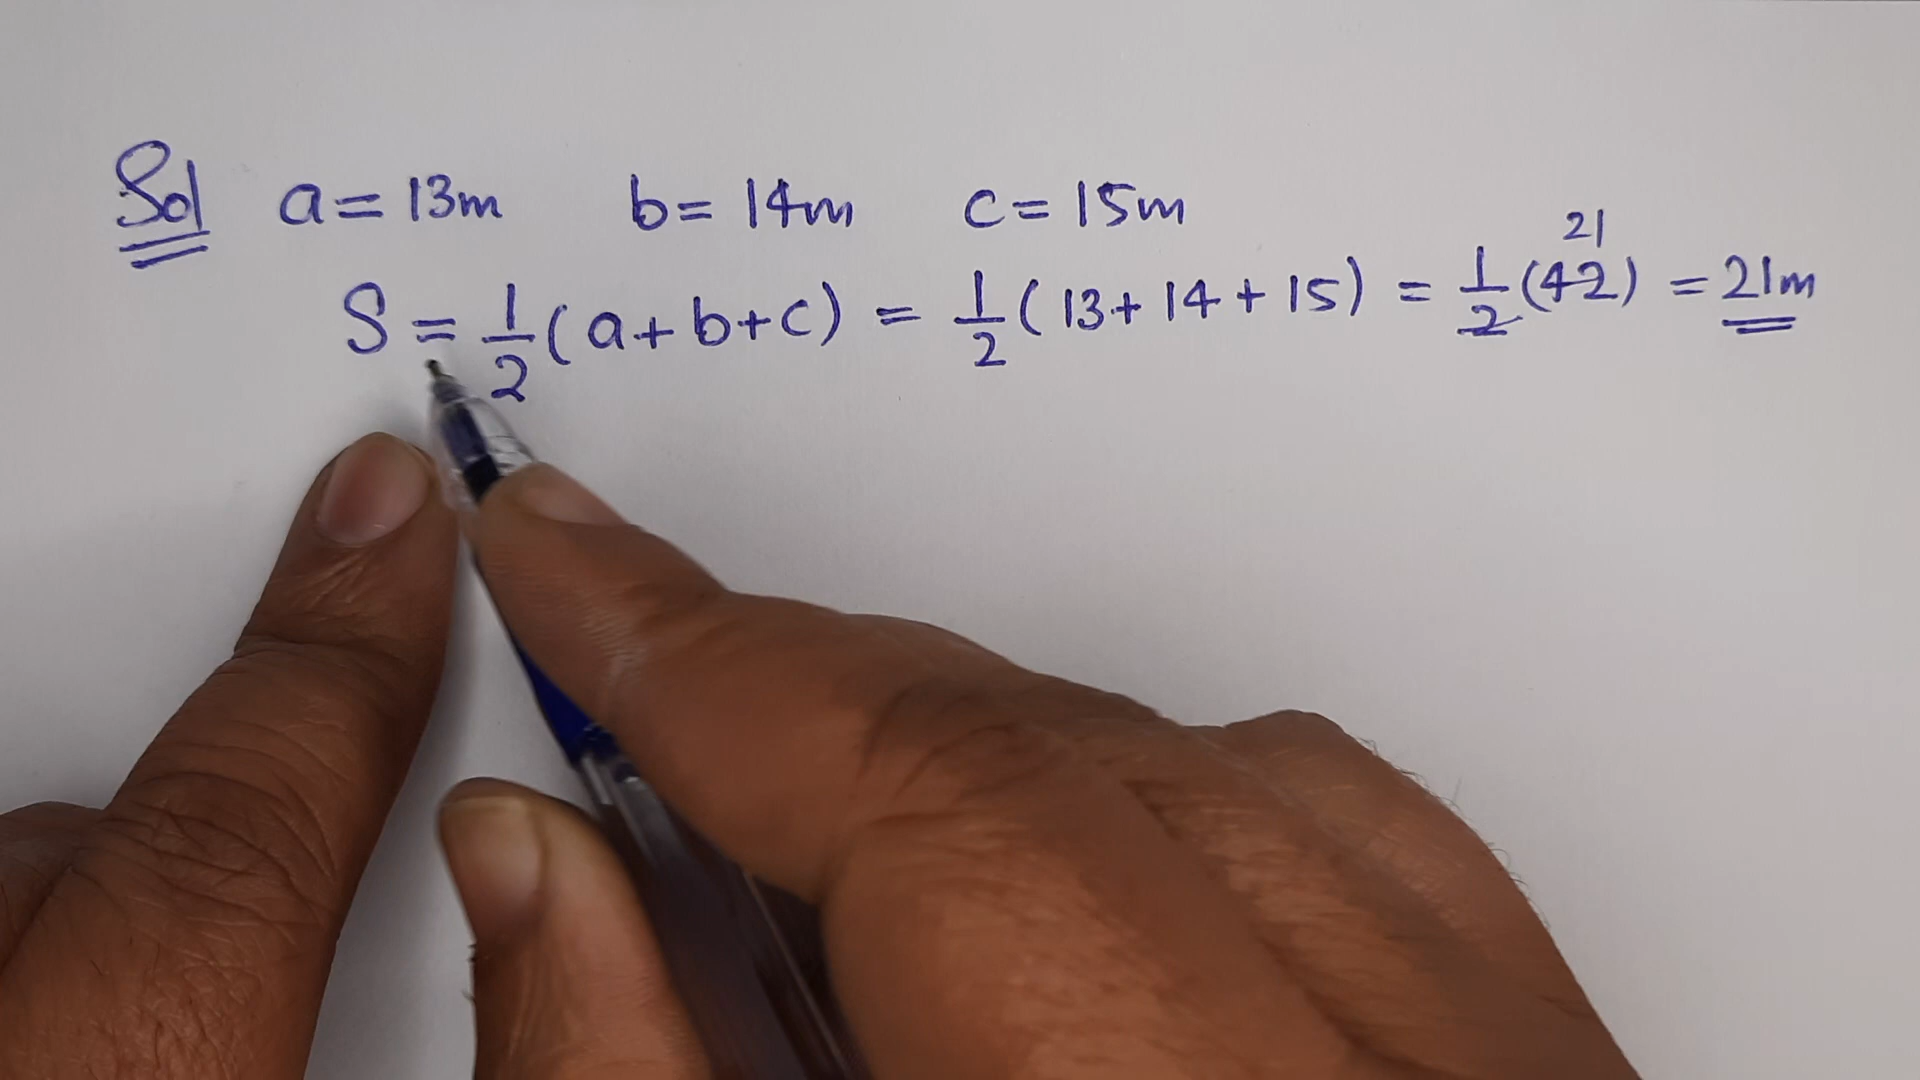 Sol a = 13m b = 14m c = 15m
S = 1/2 (a+b+c) = 1/2 (13+14+15) = 1/2 (42) 21 = 21m